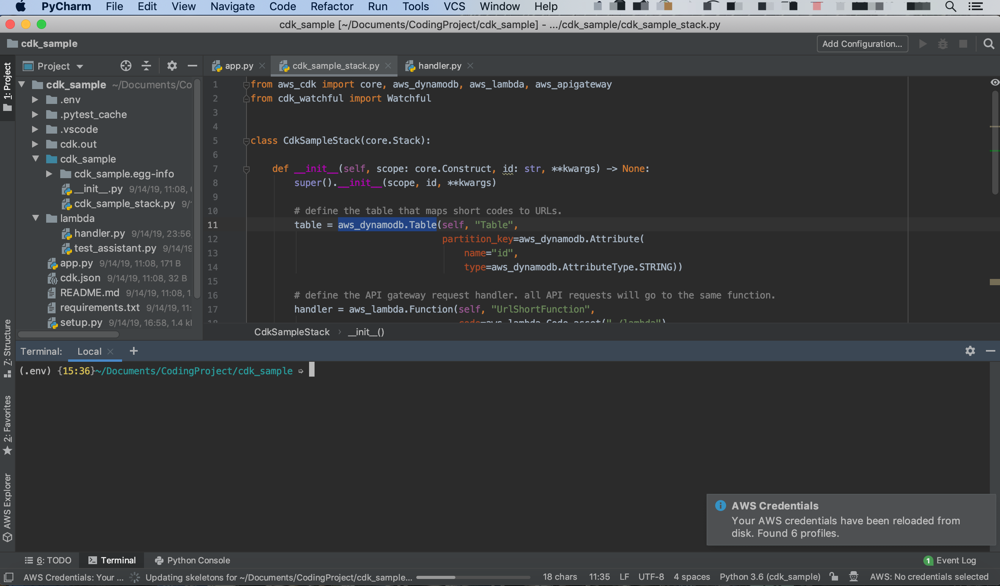 PyCharm File Edit View Navigate Code Refactor Run Tools VCS Window Help
cdk_sample [~/Documents/CodingProject/cdk_sample] - .../cdk_sample/cdk_sample_stack.py
cdk_sample
Add Configuration...
1: Project
Project
cdk_sample ~/Documents/Co
.env
.pytest_cache
.vscode
cdk.out
cdk_sample
cdk_sample.egg-info
__init__.py 9/14/19, 11:08,
cdk_sample_stack.py 9/
lambda
handler.py 9/14/19, 23:56,
test_assistant.py 9/14/19
app.py 9/14/19, 11:08, 171 B
cdk.json 9/14/19, 11:08, 32 B
README.md 9/14/19, 11:08, 1
requirements.txt 9/14/19, 11:
setup.py 9/14/19, 16:58, 1.4 k
app.py cdk_sample_stack.py handler.py
1 from aws_cdk import core, aws_dynamodb, aws_lambda, aws_apigateway
2 from cdk_watchful import Watchful
3
4
5 class CdkSampleStack(core.Stack):
6
7 def __init__(self, scope: core.Construct, id: str, **kwargs) -> None:
8 super().__init__(scope, id, **kwargs)
9
10 # define the table that maps short codes to URLs.
11 table = aws_dynamodb.Table(self, "Table",
12 partition_key=aws_dynamodb.Attribute(
13 name="id",
14 type=aws_dynamodb.AttributeType.STRING))
15
16 # define the API gateway request handler. all API requests will go to the same function.
17 handler = aws_lambda.Function(self, "UrlShortFunction",
18 code=aws_lambda.Code.asset("./lambda"),
CdkSampleStack › __init__()
7: Structure
2: Favorites
AWS Explorer
Terminal: Local +
(.env) {15:36}~/Documents/CodingProject/cdk_sample ➭
AWS Credentials
Your AWS credentials have been reloaded from
disk. Found 6 profiles.
6: TODO Terminal Python Console
1 Event Log
AWS Credentials: Your ... Updating skeletons for ~/Documents/CodingProject/cdk_sample... 18 chars 11:35 LF UTF-8 4 spaces Python 3.6 (cdk_sample) AWS: No credentials selected